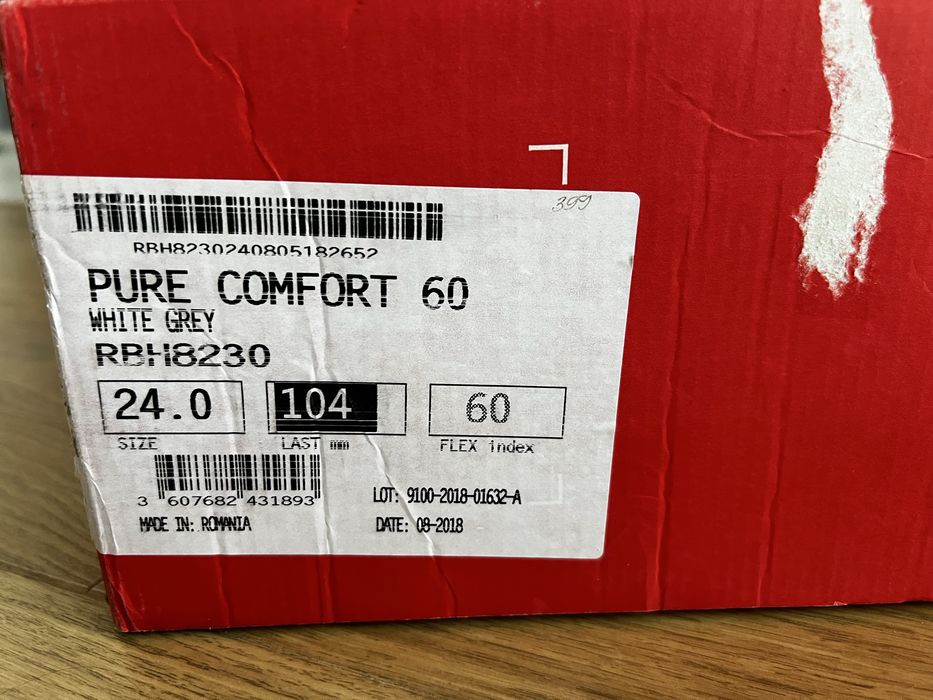 399
RBH8230240805182652
PURE COMFORT 60
WHITE GREY
RBH8230
24.0 104 60
SIZE LAST mm FLEX index
3 607682 431893
LOT: 9100-2018-01632-A
MADE IN: ROMANIA DATE: 08-2018